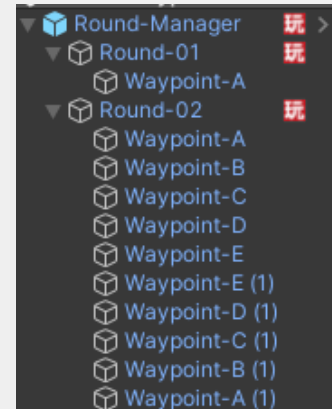 Round-Manager 玩
Round-01 玩
Waypoint-A
Round-02 玩
Waypoint-A
Waypoint-B
Waypoint-C
Waypoint-D
Waypoint-E
Waypoint-E (1)
Waypoint-D (1)
Waypoint-C (1)
Waypoint-B (1)
Waypoint-A (1)